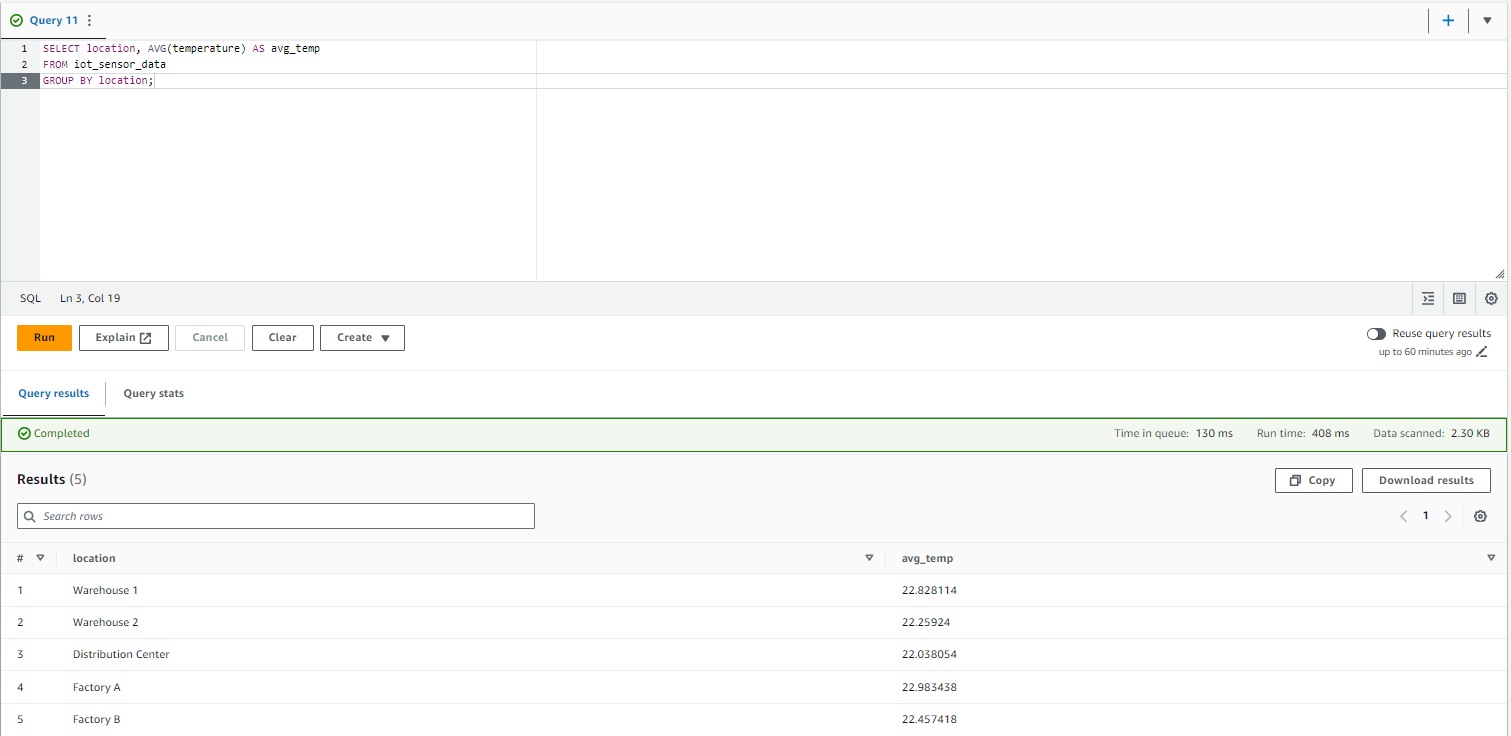 Query 11
1 SELECT location, AVG(temperature) AS avg_temp
2 FROM iot_sensor_data
3 GROUP BY location;
SQL Ln 3, Col 19
Run Explain Cancel Clear Create Reuse query results
up to 60 minutes ago
Query results Query stats
Completed Time in queue: 130 ms Run time: 408 ms Data scanned: 2.30 KB
Results (5) Copy Download results
Search rows 1
# location avg_temp
1 Warehouse 1 22.828114
2 Warehouse 2 22.25924
3 Distribution Center 22.038054
4 Factory A 22.983438
5 Factory B 22.457418